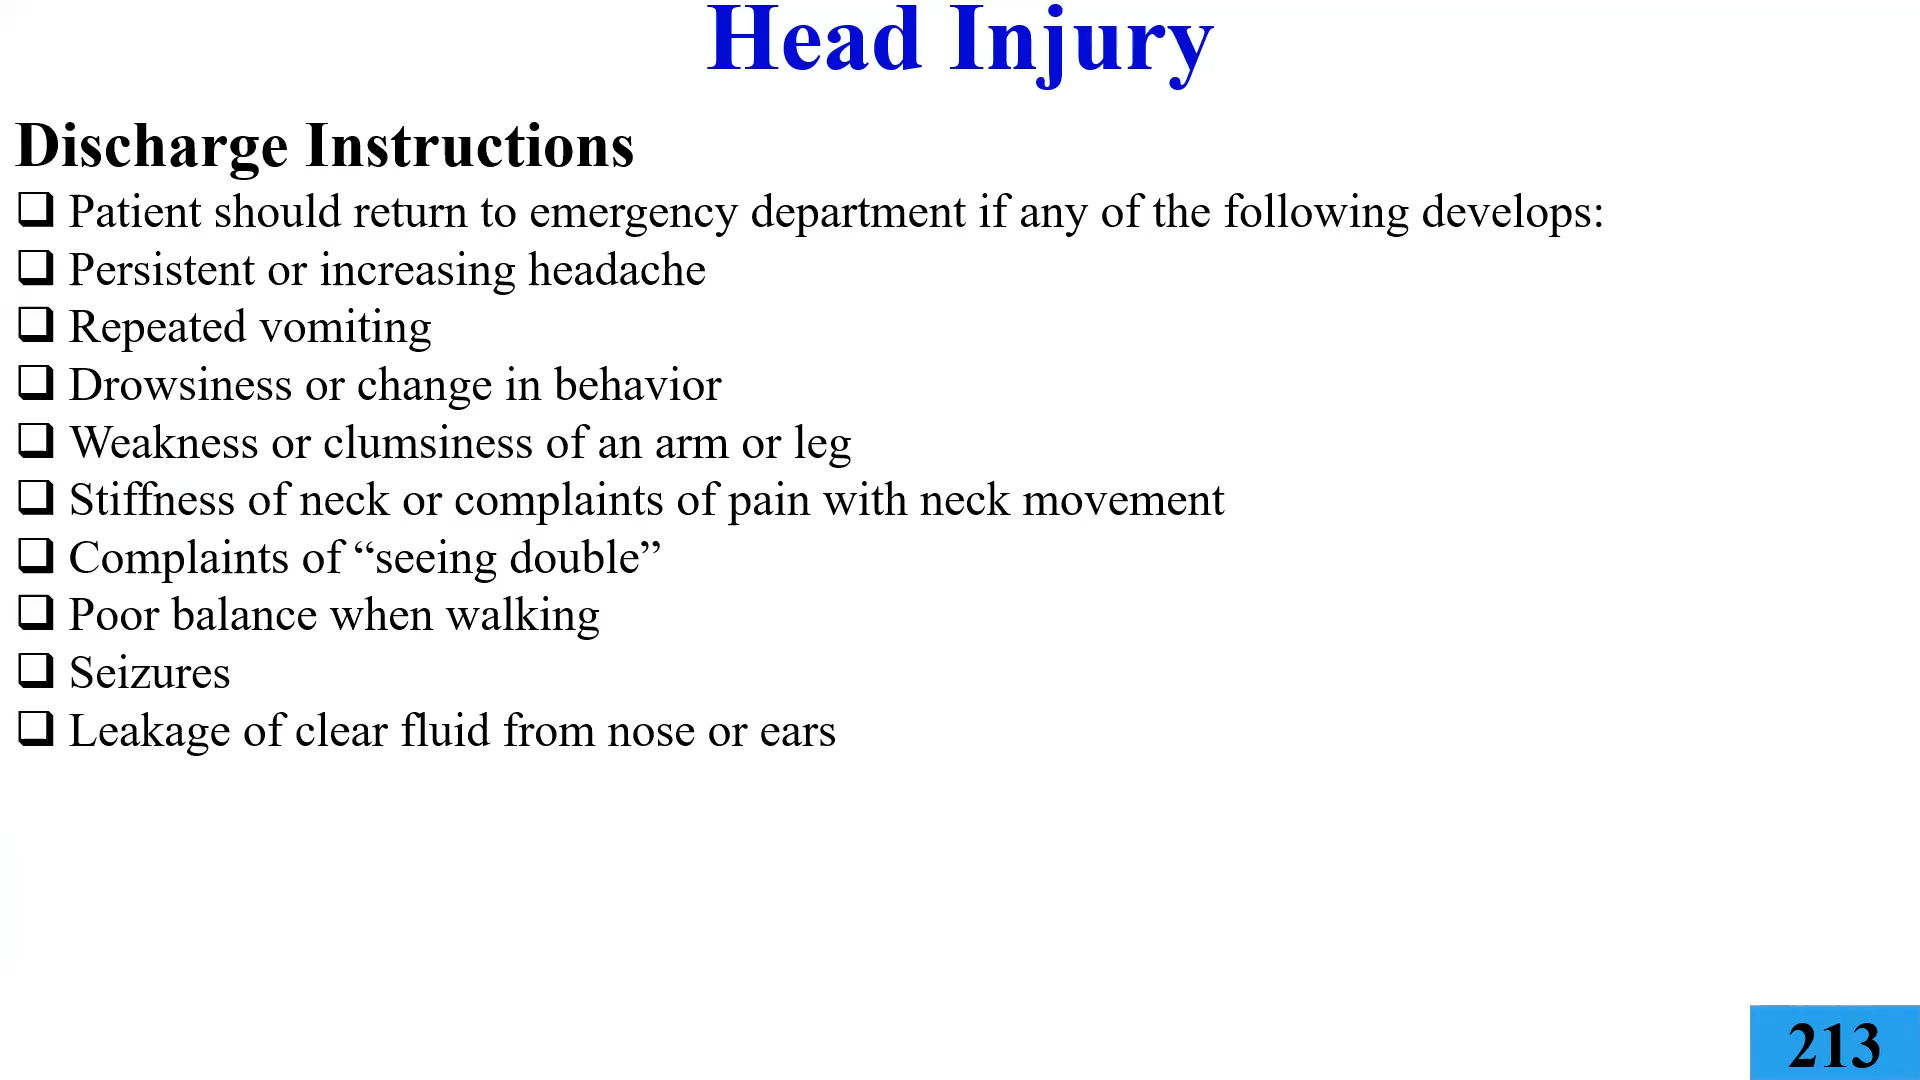 Head Injury
Discharge Instructions
❑ Patient should return to emergency department if any of the following develops:
❑ Persistent or increasing headache
❑ Repeated vomiting
❑ Drowsiness or change in behavior
❑ Weakness or clumsiness of an arm or leg
❑ Stiffness of neck or complaints of pain with neck movement
❑ Complaints of “seeing double”
❑ Poor balance when walking
❑ Seizures
❑ Leakage of clear fluid from nose or ears
213